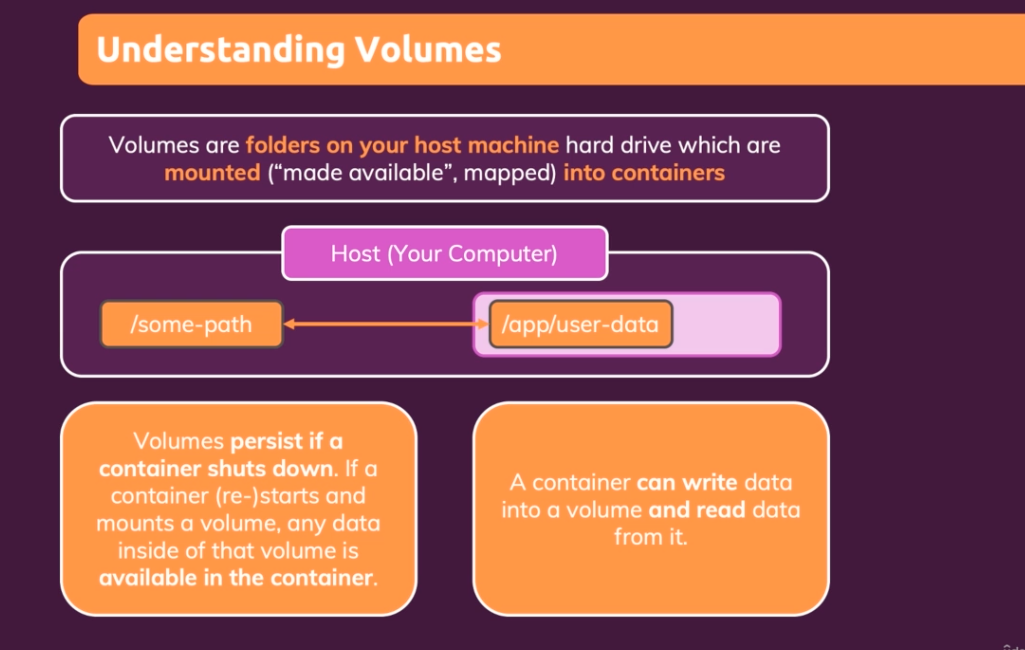 Understanding Volumes
Volumes are folders on your host machine hard drive which are
mounted (“made available”, mapped) into containers
Host (Your Computer)
/some-path
/app/user-data
Volumes persist if a
container shuts down. If a
container (re-)starts and
mounts a volume, any data
inside of that volume is
available in the container.
A container can write data
into a volume and read data
from it.